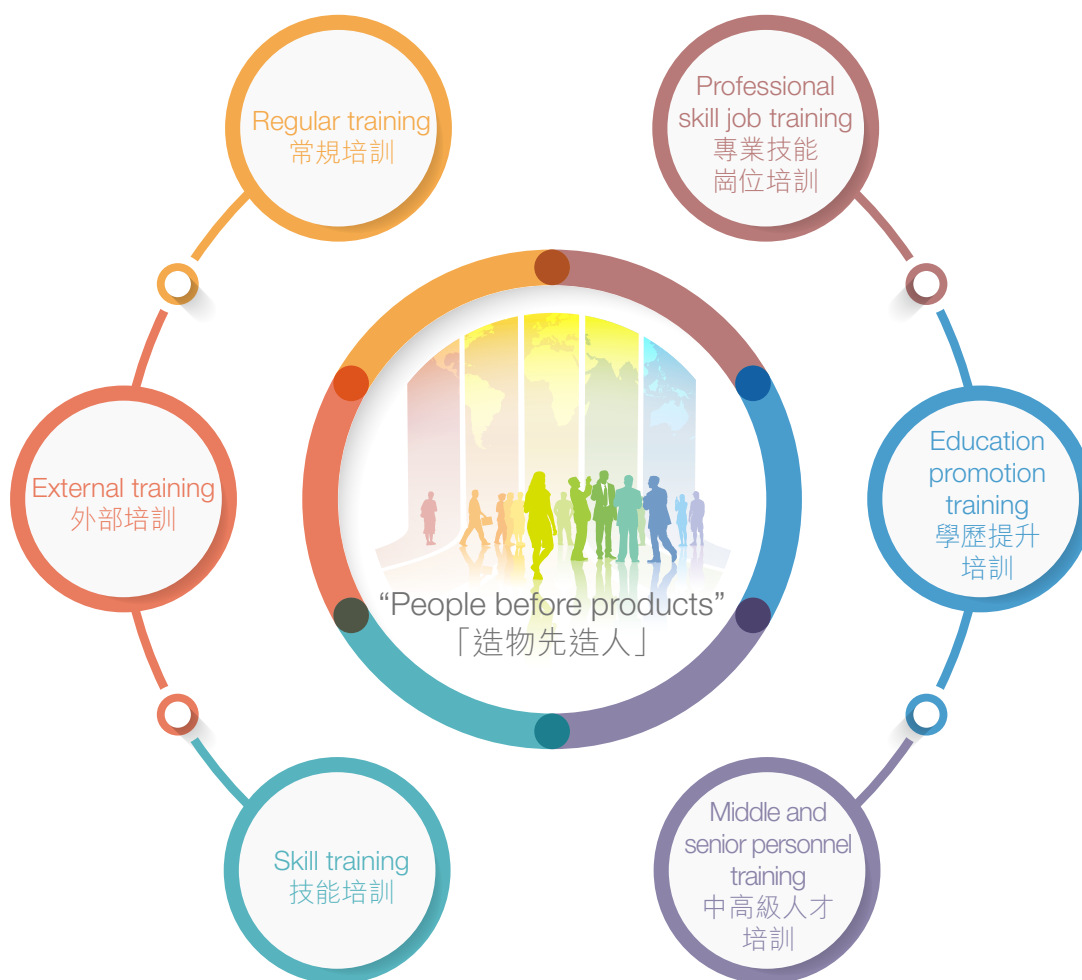 Regular training
常規培訓
Professional
skill job training
專業技能
崗位培訓
External training
外部培訓
Education
promotion
training
學歷提升
培訓
“People before products”
「造物先造人」
Skill training
技能培訓
Middle and
senior personnel
training
中高級人才
培訓